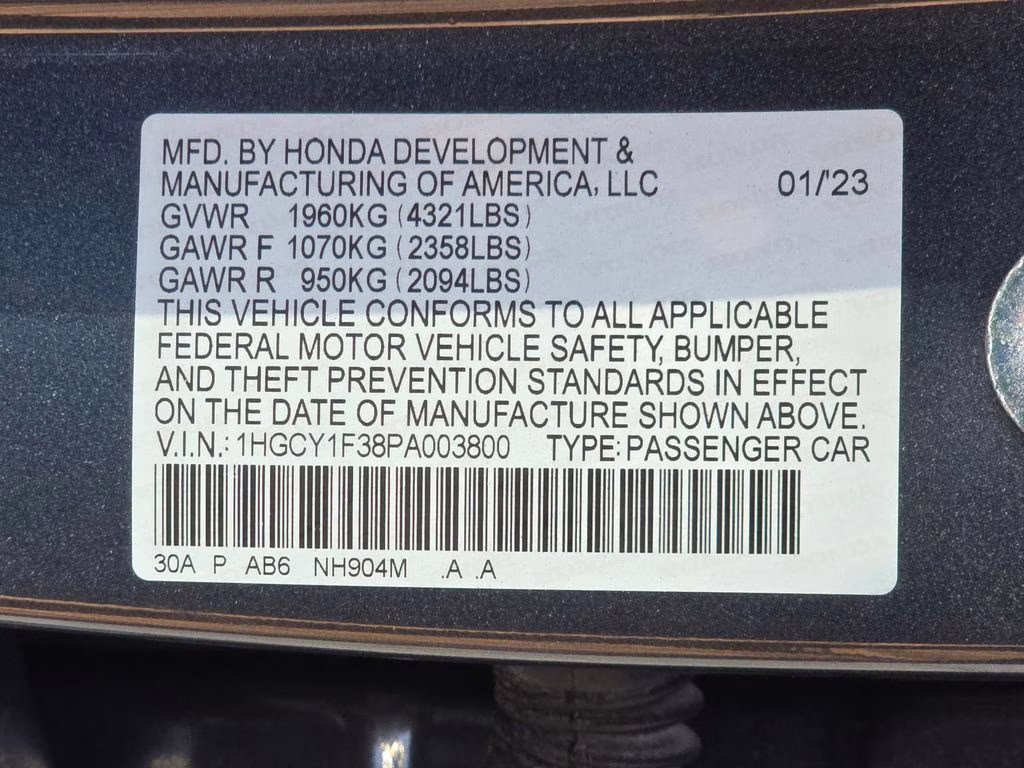 MFD. BY HONDA DEVELOPMENT &
MANUFACTURING OF AMERICA, LLC 01/'23
GVWR 1960KG (4321LBS)
GAWR F 1070KG (2358LBS)
GAWR R 950KG (2094LBS)
THIS VEHICLE CONFORMS TO ALL APPLICABLE
FEDERAL MOTOR VEHICLE SAFETY, BUMPER,
AND THEFT PREVENTION STANDARDS IN EFFECT
ON THE DATE OF MANUFACTURE SHOWN ABOVE.
V.I.N.: 1HGCY1F38PA003800 TYPE: PASSENGER CAR
30A P AB6 NH904M .A .A